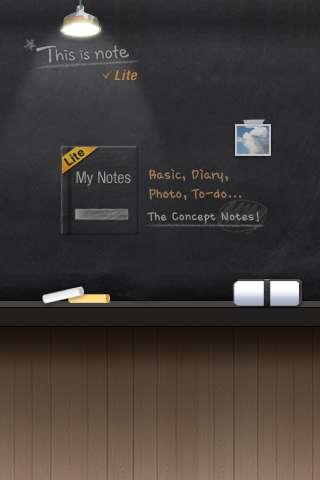 This is note
✓ Lite
Lite
My Notes
Basic, Diary,
Photo, To-do...
The Concept Notes!